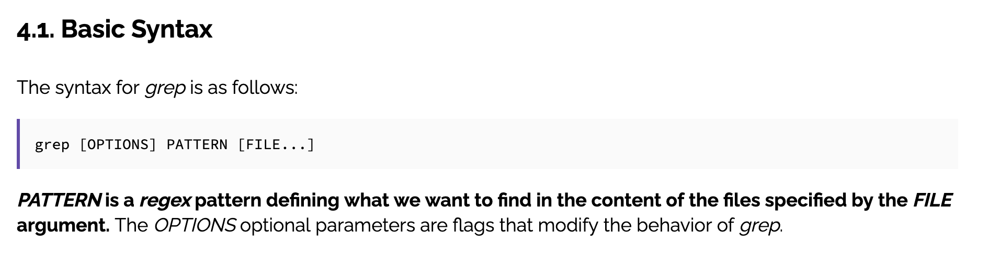 4.1. Basic Syntax
The syntax for grep is as follows:
grep [OPTIONS] PATTERN [FILE...]
PATTERN is a regex pattern defining what we want to find in the content of the files specified by the FILE
argument. The OPTIONS optional parameters are flags that modify the behavior of grep.